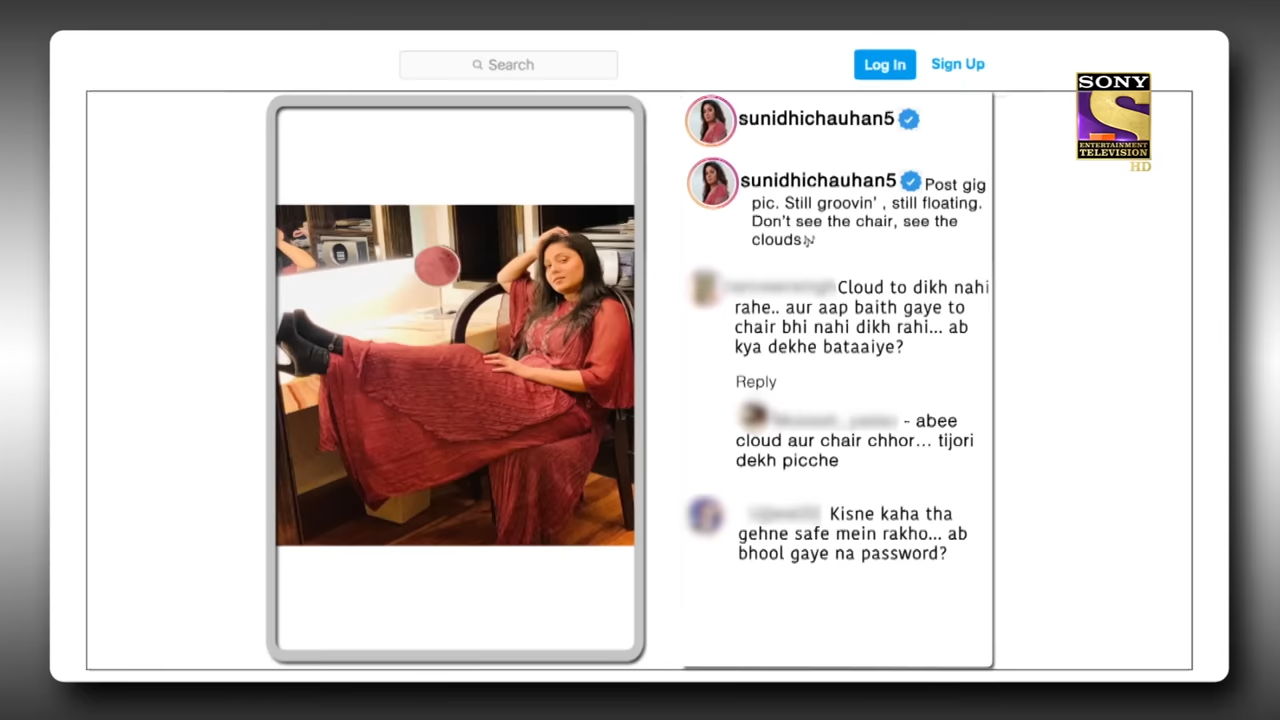 Search
Log In
Sign Up
SONY
ENTERTAINMENT
TELEVISION
HD
sunidhichauhan5
sunidhichauhan5 Post gig
pic. Still groovin' , still floating.
Don't see the chair, see the
clouds🎶
Cloud to dikh nahi
rahe.. aur aap baith gaye to
chair bhi nahi dikh rahi... ab
kya dekhe bataaiye?
Reply
- abee
cloud aur chair chhor... tijori
dekh picche
Kisne kaha tha
gehne safe mein rakho... ab
bhool gaye na password?